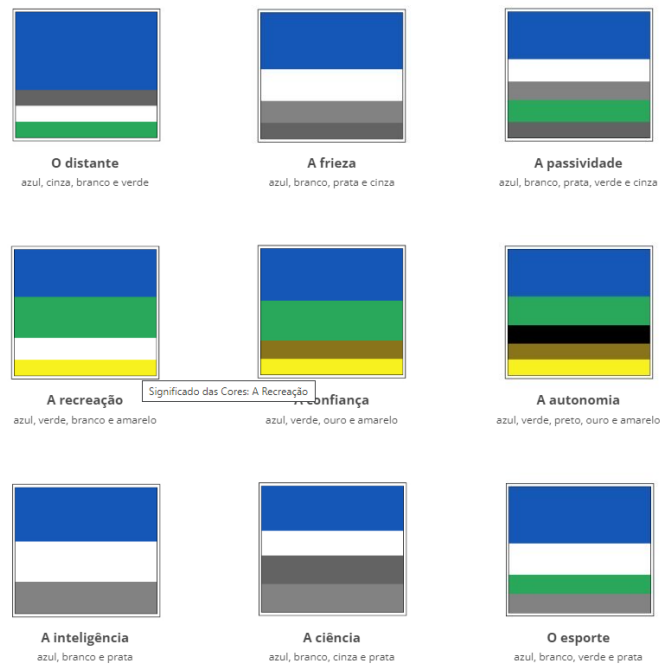 O distante
azul, cinza, branco e verde
A frieza
azul, branco, prata e cinza
A passividade
azul, branco, prata, verde e cinza
A recreação
azul, verde, branco e amarelo
Significado das Cores: A Recreação
A confiança
azul, verde, ouro e amarelo
A autonomia
azul, verde, preto, ouro e amarelo
A inteligência
azul, branco e prata
A ciência
azul, branco, cinza e prata
O esporte
azul, branco, verde e prata